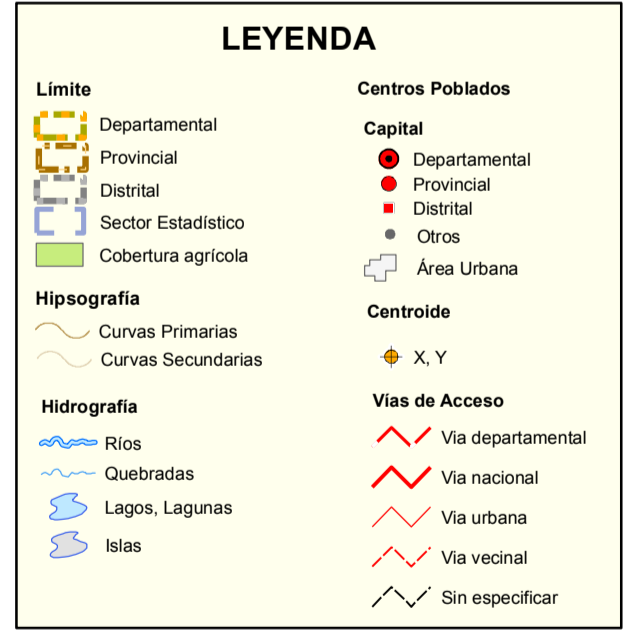 LEYENDA
Límite
Departamental
Provincial
Distrital
Sector Estadístico
Cobertura agrícola
Hipsografía
Curvas Primarias
Curvas Secundarias
Hidrografía
Ríos
Quebradas
Lagos, Lagunas
Islas
Centros Poblados
Capital
Departamental
Provincial
Distrital
Otros
Área Urbana
Centroide
X, Y
Vías de Acceso
Via departamental
Via nacional
Via urbana
Via vecinal
Sin especificar